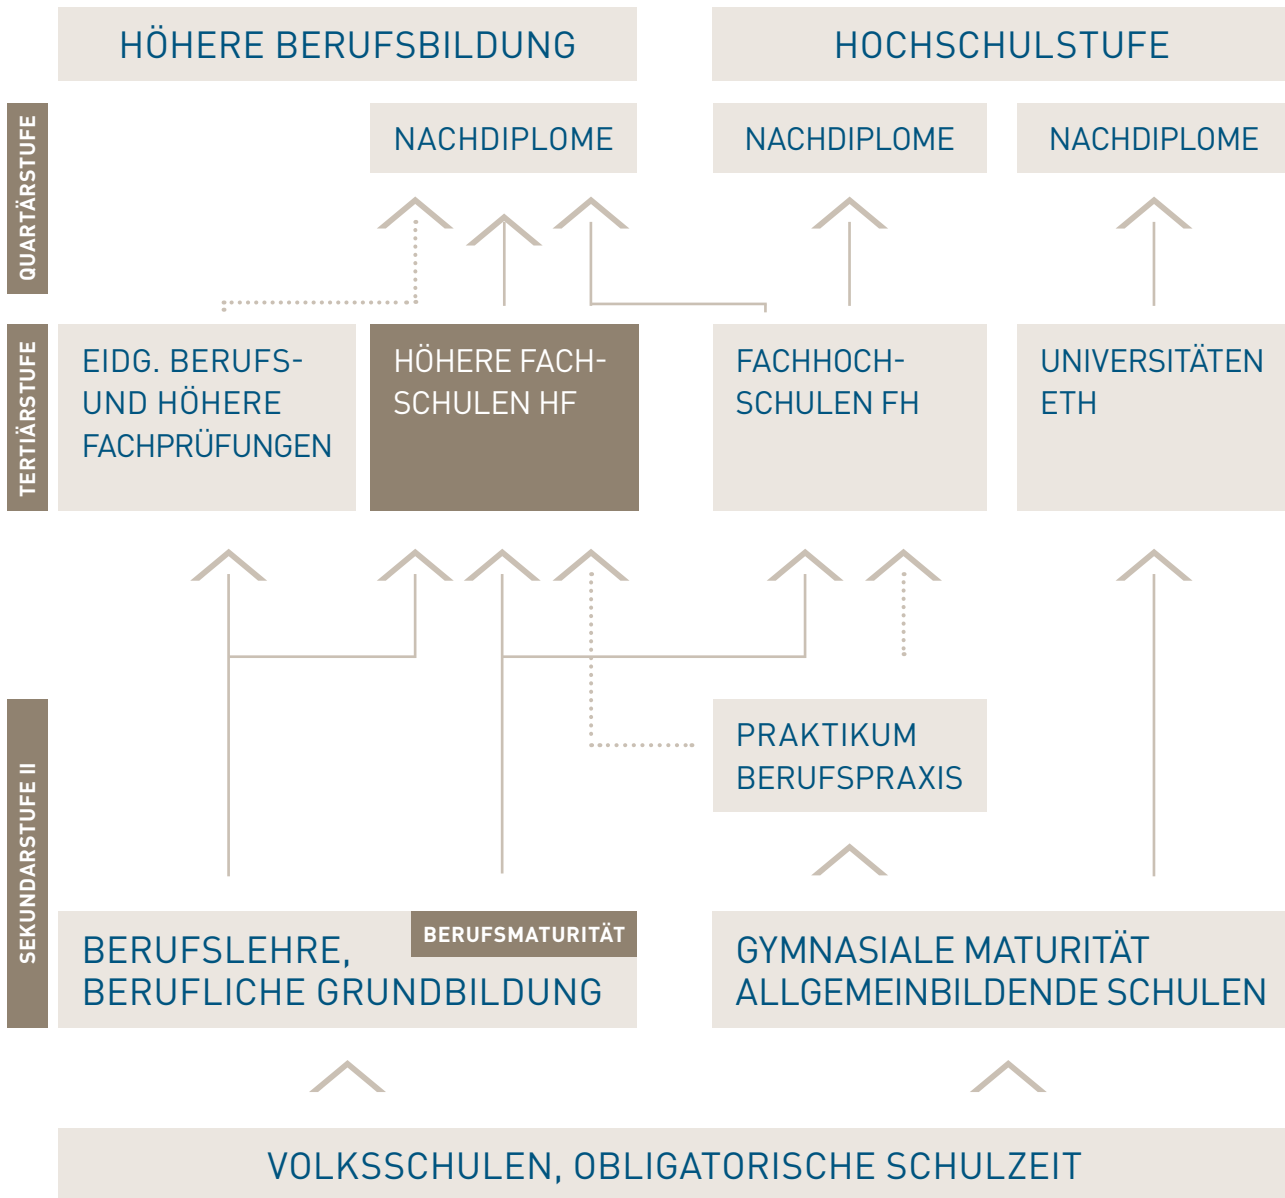 HÖHERE BERUFSBILDUNG
HOCHSCHULSTUFE
QUARTÄRSTUFE
NACHDIPLOME
NACHDIPLOME
NACHDIPLOME
TERTIÄRSTUFE
EIDG. BERUFS-
UND HÖHERE
FACHPRÜFUNGEN
HÖHERE FACH-
SCHULEN HF
FACHHOCH-
SCHULEN FH
UNIVERSITÄTEN
ETH
SEKUNDARSTUFE II
PRAKTIKUM
BERUFSPRAXIS
BERUFSMATURITÄT
BERUFSLEHRE,
BERUFLICHE GRUNDBILDUNG
GYMNASIALE MATURITÄT
ALLGEMEINBILDENDE SCHULEN
VOLKSSCHULEN, OBLIGATORISCHE SCHULZEIT